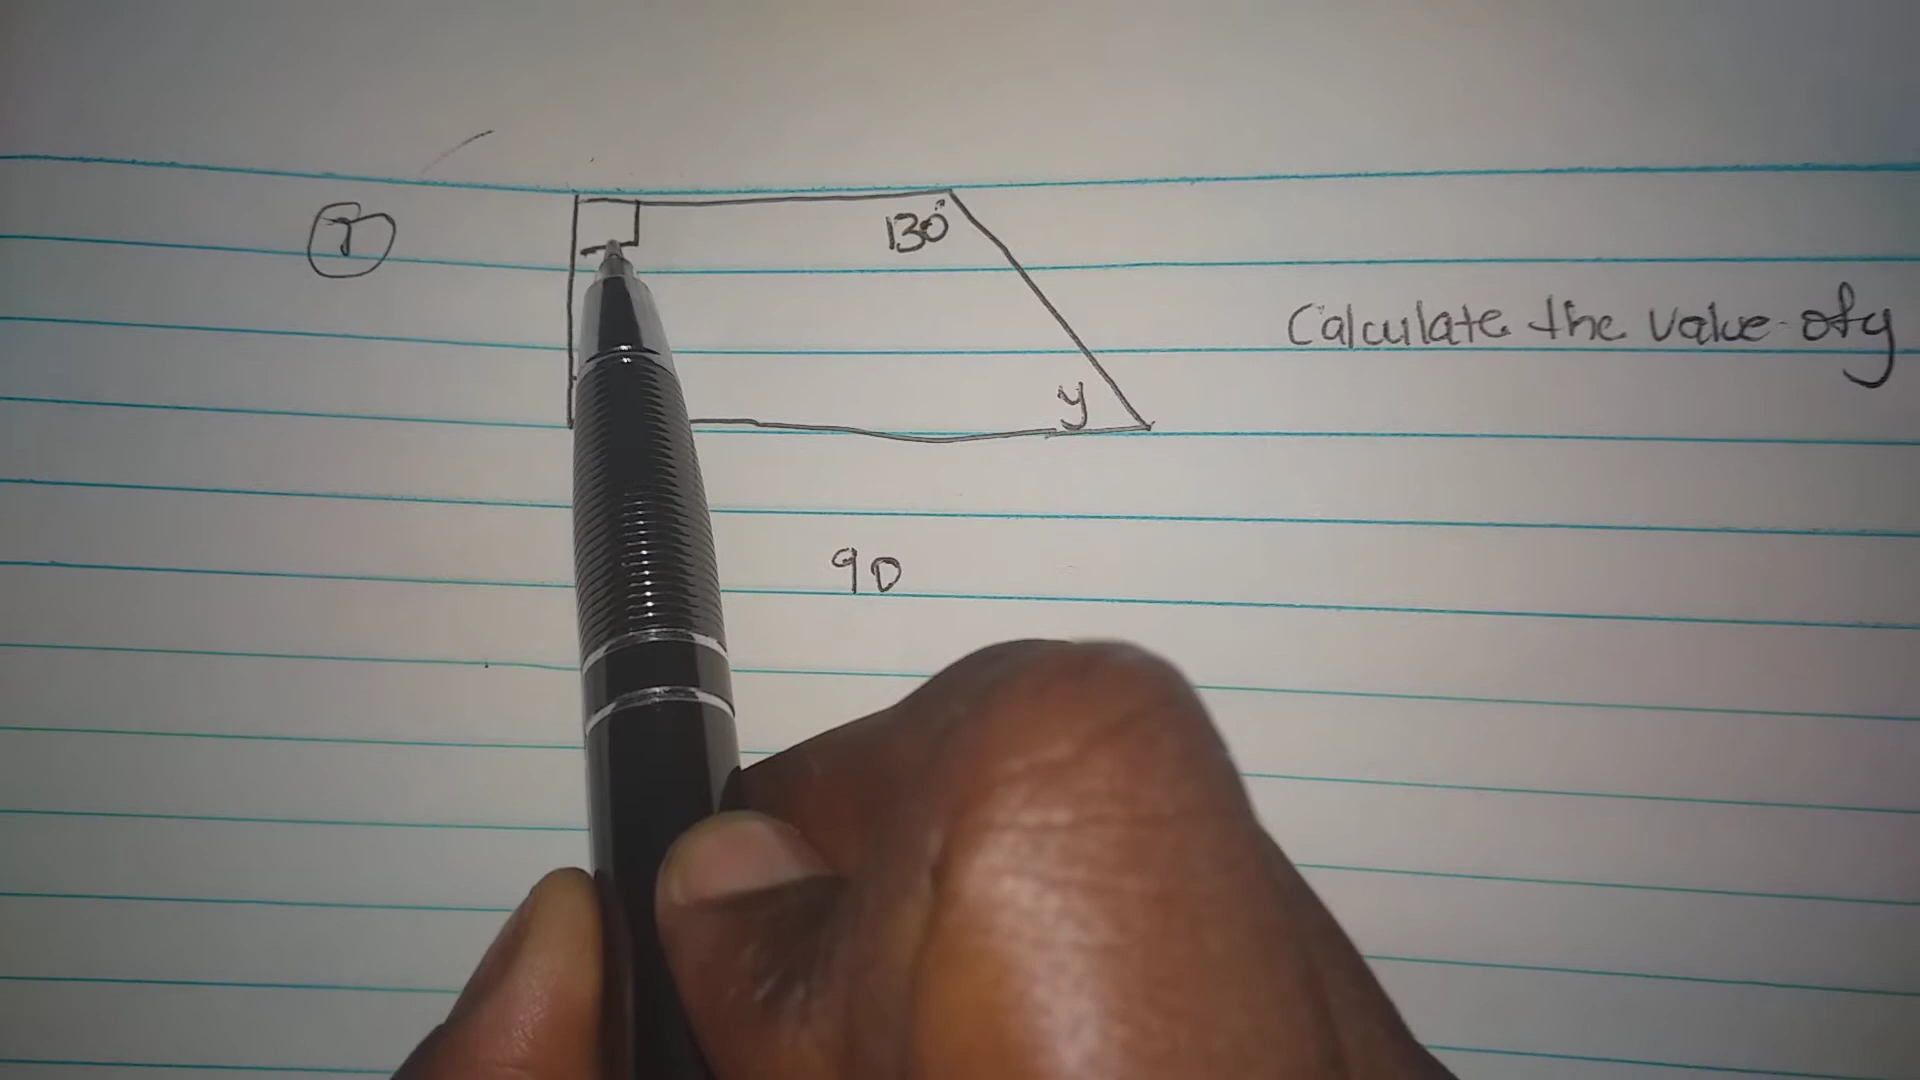 130°
Calculate the value of y
y
90